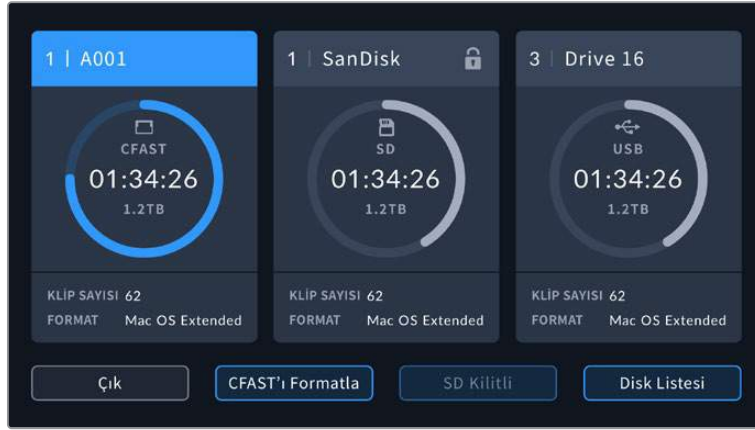 1 | A001
CFAST
01:34:26
1.2TB
KLİP SAYISI 62
FORMAT Mac OS Extended
1 | SanDisk
SD
01:34:26
1.2TB
KLİP SAYISI 62
FORMAT Mac OS Extended
3 | Drive 16
USB
01:34:26
1.2TB
KLİP SAYISI 62
FORMAT Mac OS Extended
Çık
CFAST'ı Formatla
SD Kilitli
Disk Listesi